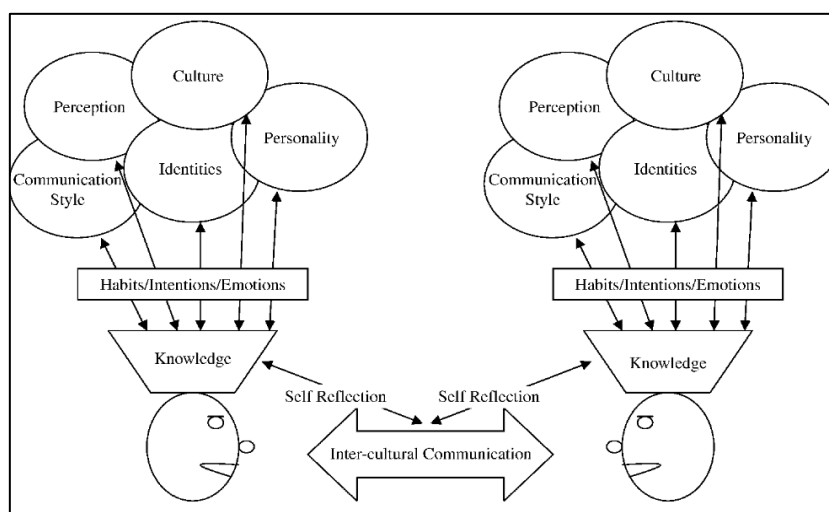 Culture
Perception
Personality
Identities
Communication
Style
Habits/Intentions/Emotions
Knowledge
Culture
Perception
Personality
Identities
Communication
Style
Habits/Intentions/Emotions
Knowledge
Self Reflection
Self Reflection
Inter-cultural Communication